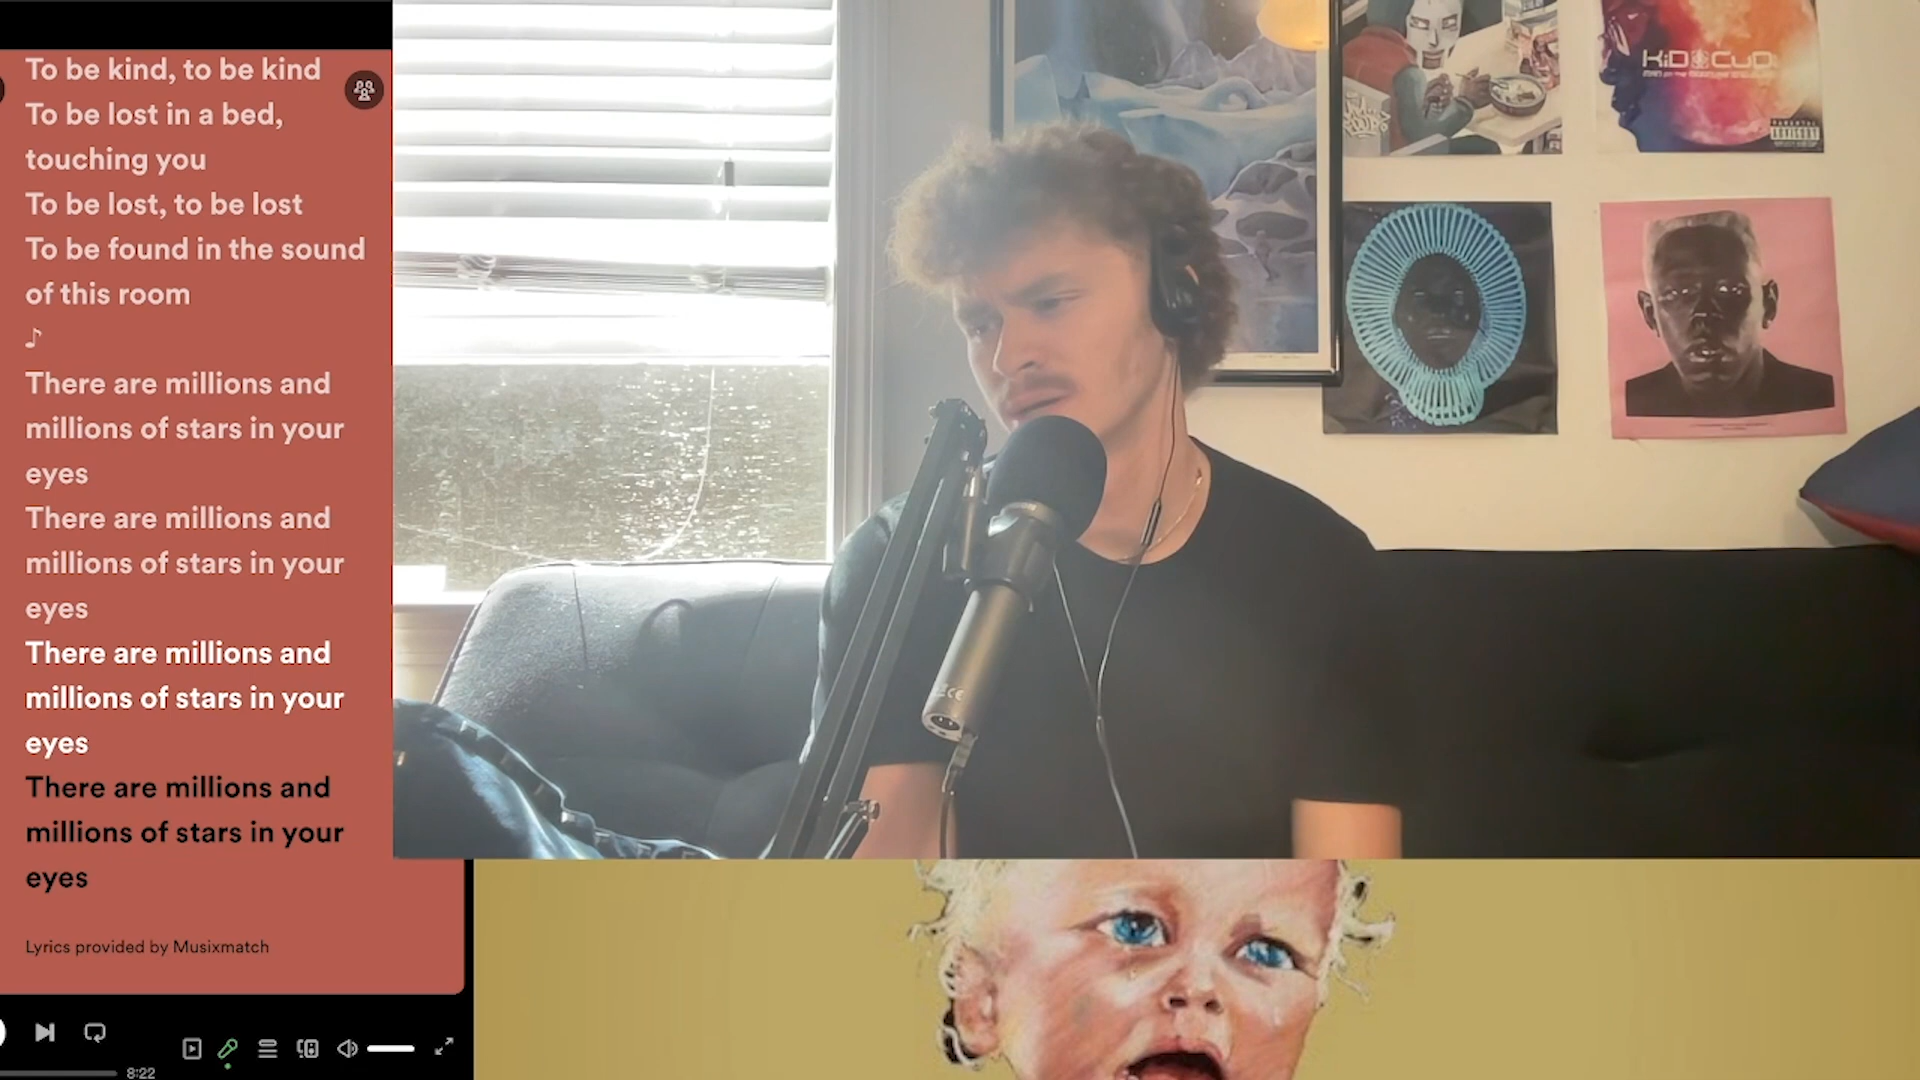 To be kind, to be kind
To be lost in a bed,
touching you
To be lost, to be lost
To be found in the sound
of this room
♪
There are millions and
millions of stars in your
eyes
There are millions and
millions of stars in your
eyes
There are millions and
millions of stars in your
eyes
There are millions and
millions of stars in your
eyes
Lyrics provided by Musixmatch
8:22
KiD CUDi
PARENTAL
ADVISORY